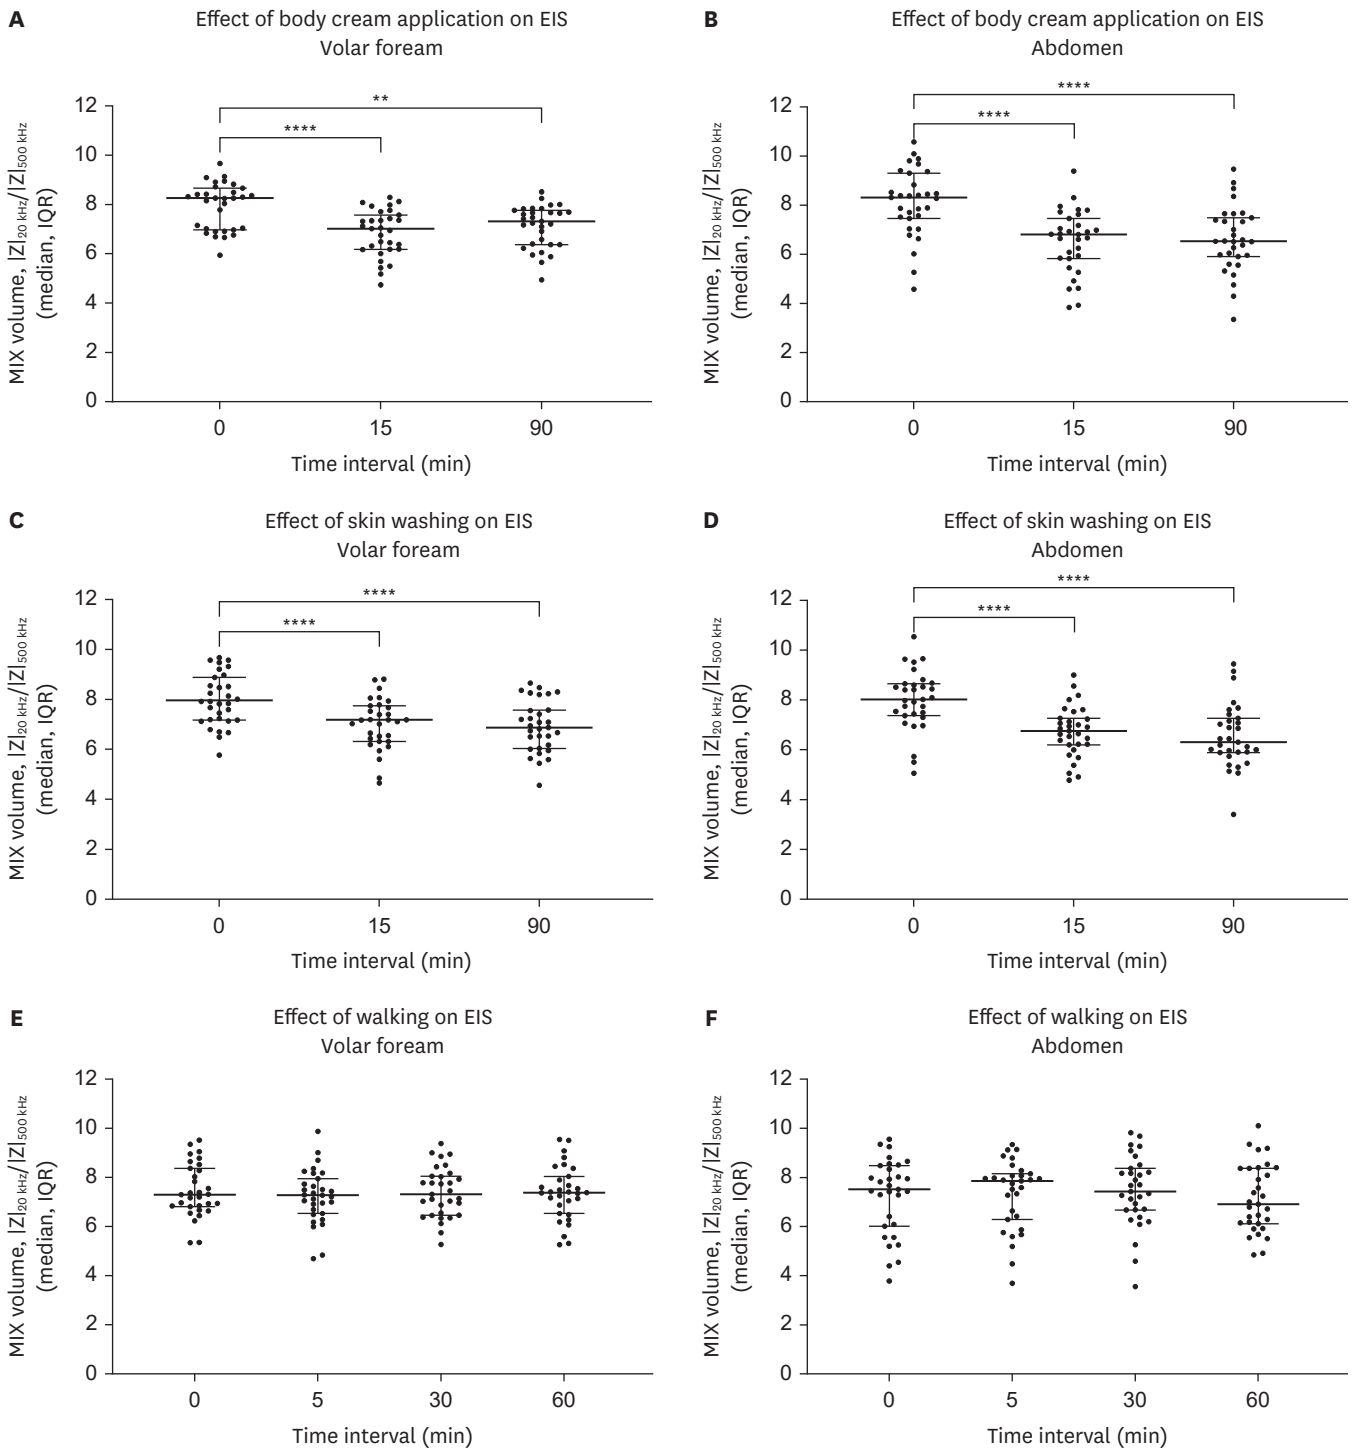 A
Effect of body cream application on EIS
Volar foream
MIX volume, |Z|20 kHz/|Z|500 kHz
(median, IQR)
12
10
8
6
4
2
0
**
****
0 15 90
Time interval (min)
B
Effect of body cream application on EIS
Abdomen
MIX volume, |Z|20 kHz/|Z|500 kHz
(median, IQR)
12
10
8
6
4
2
0
****
****
0 15 90
Time interval (min)
C
Effect of skin washing on EIS
Volar foream
MIX volume, |Z|20 kHz/|Z|500 kHz
(median, IQR)
12
10
8
6
4
2
0
****
****
0 15 90
Time interval (min)
D
Effect of skin washing on EIS
Abdomen
MIX volume, |Z|20 kHz/|Z|500 kHz
(median, IQR)
12
10
8
6
4
2
0
****
****
0 15 90
Time interval (min)
E
Effect of walking on EIS
Volar foream
MIX volume, |Z|20 kHz/|Z|500 kHz
(median, IQR)
12
10
8
6
4
2
0
0 5 30 60
Time interval (min)
F
Effect of walking on EIS
Abdomen
MIX volume, |Z|20 kHz/|Z|500 kHz
(median, IQR)
12
10
8
6
4
2
0
0 5 30 60
Time interval (min)